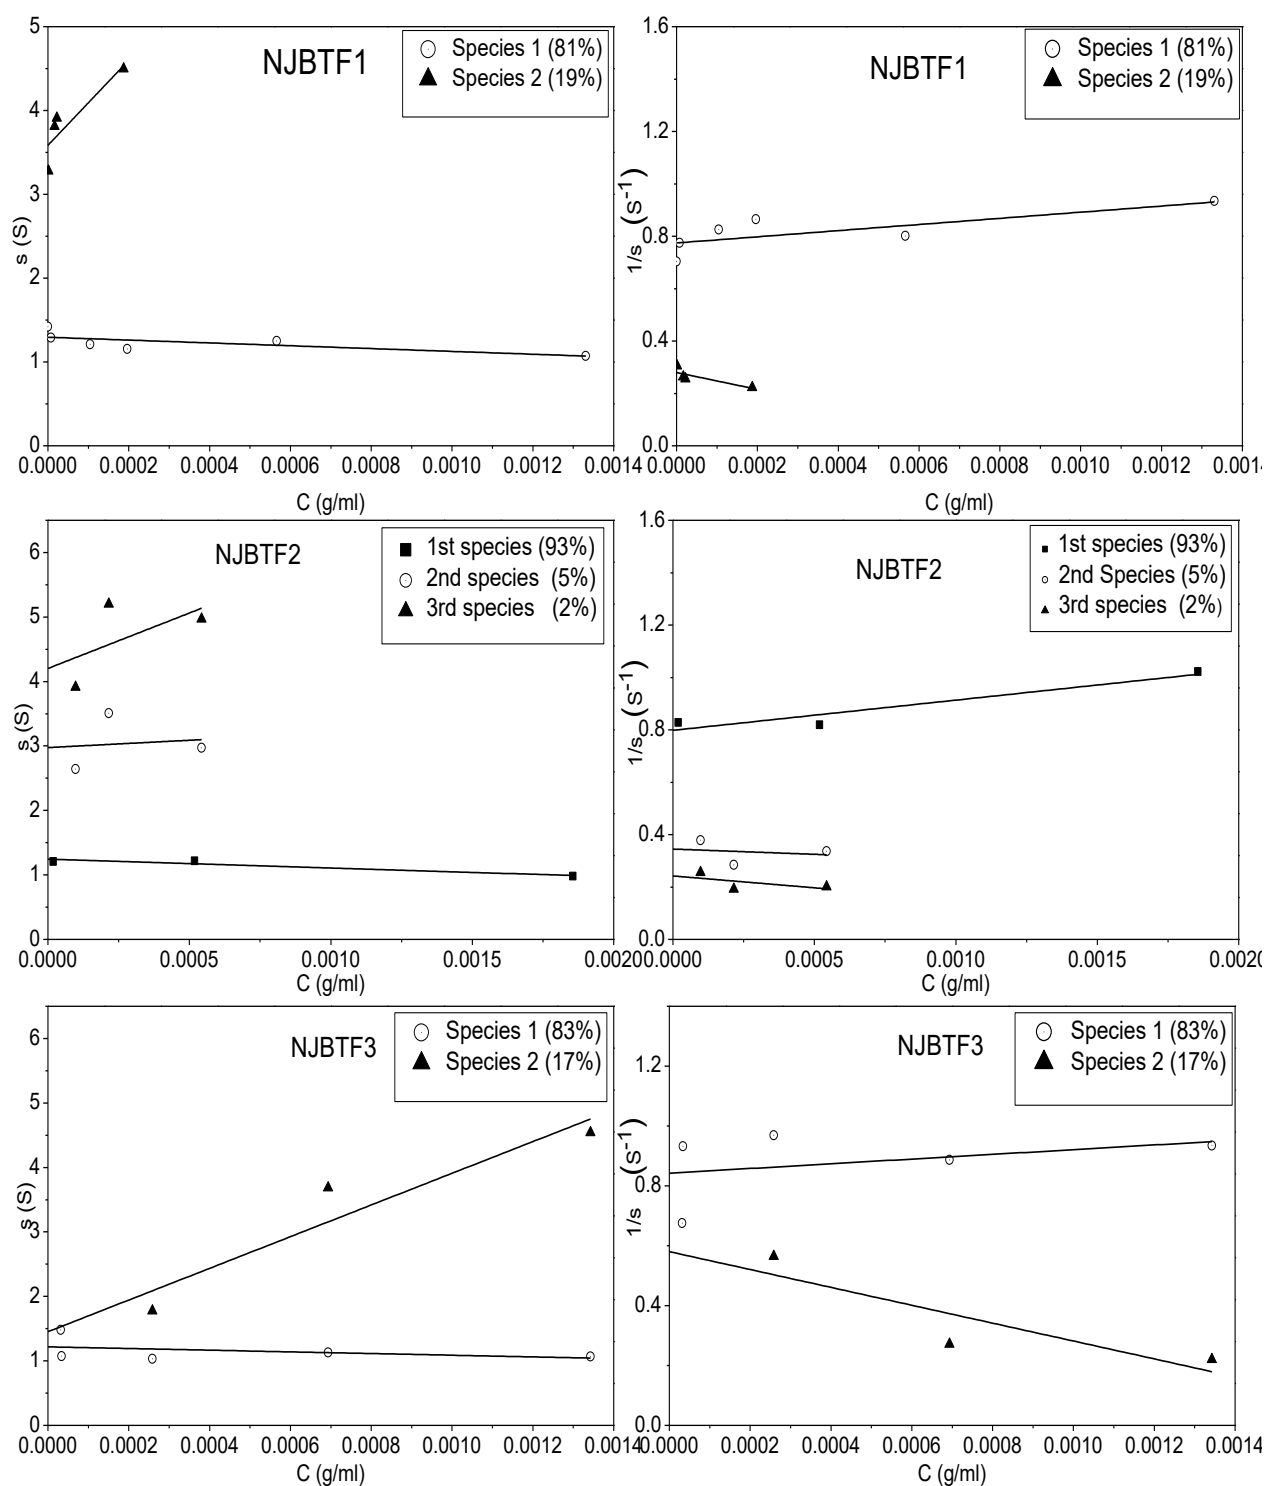 NJBTF1
Species 1 (81%)
Species 2 (19%)
5
4
3
2
1
0
s (S)
0.0000 0.0002 0.0004 0.0006 0.0008 0.0010 0.0012 0.0014
C (g/ml)
NJBTF1
Species 1 (81%)
Species 2 (19%)
1.6
1.2
0.8
0.4
0.0
1/s (S-1)
0.0000 0.0002 0.0004 0.0006 0.0008 0.0010 0.0012 0.0014
C (g/ml)
NJBTF2
1st species (93%)
2nd species (5%)
3rd species (2%)
6
5
4
3
2
1
0
s (S)
0.0000 0.0005 0.0010 0.0015 0.0020
C (g/ml)
NJBTF2
1st species (93%)
2nd Species (5%)
3rd species (2%)
1.6
1.2
0.8
0.4
0.0
1/s (S-1)
0.0000 0.0005 0.0010 0.0015 0.0020
C (g/ml)
NJBTF3
Species 1 (83%)
Species 2 (17%)
6
5
4
3
2
1
0
s (S)
0.0000 0.0002 0.0004 0.0006 0.0008 0.0010 0.0012 0.0014
C (g/ml)
NJBTF3
Species 1 (83%)
Species 2 (17%)
1.2
0.8
0.4
0.0
1/s (S-1)
0.0000 0.0002 0.0004 0.0006 0.0008 0.0010 0.0012 0.0014
C (g/ml)